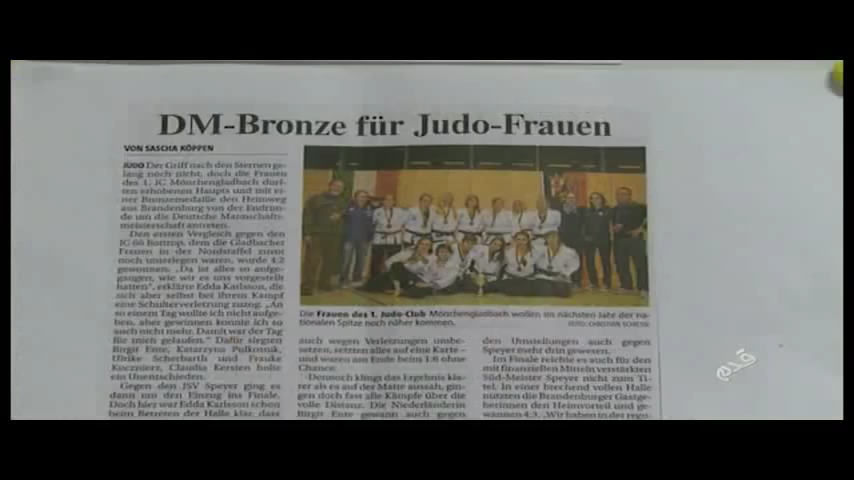 DM-Bronze für Judo-Frauen
VON SASCHA KÖPPEN
JUDO Der Griff nach den Sternen ge-
lang noch nicht, doch die Frauen
des 1. JC Mönchengladbach durf-
ten erhobenen Haupts und mit ei-
ner Bronzemedaille den Heimweg
aus Brandenburg von der Endrun-
de um die Deutsche Mannschafts-
meisterschaft antreten.
Den ersten Vergleich gegen den
JC 66 Bottrop, dem die Gladbacher
Frauen in der Nordstaffel zuvor
noch unterlegen waren, wurde 4:2
gewonnen. „Da ist alles so aufge-
gangen, wie wir es uns vorgestellt
hatten“, erklärte Edda Karlsson, die
sich aber selbst bei ihrem Kampf
eine Schulterverletzung zuzog. „An
so einem Tag wollte ich nicht aufge-
ben, aber gewinnen konnte ich so
auch nicht mehr. Damit war der Tag
für mich gelaufen.“ Dafür siegten
Birgit Ente, Katarzyna
Ulrike Scherbarth und Frauke
Claudia Kersten holte
ein Unentschieden.
Gegen den JSV Speyer ging es
dann um den Einzug ins Finale.
Doch hier war Edda Karlsson schon
beim Betreten der Halle klar, dass
Die Frauen des 1. Judo-Club Mönchengladbach wollen im nächsten Jahr der na-
tionalen Spitze noch näher kommen.
FOTO: CHRISTIAN
auch wegen Verletzungen umbe-
setzen, setzten alles auf eine Karte –
und waren am Ende beim 1:6 ohne
Chance.
Dennoch klingt das Ergebnis kla-
rer als es auf der Matte aussah, gin-
gen doch fast alle Kämpfe über die
volle Distanz. Die Niederländerin
Birgit Ente gewann auch gegen
den Umstellungen auch gegen
Speyer mehr drin gewesen.
Im Finale reichte es auch für den
mit finanziellen Mitteln verstärkten
Süd-Meister Speyer nicht zum Ti-
tel. In einer brechend vollen Halle
nutzten die Brandenburger Gastge-
berinnen den Heimvorteil und ge-
wannen 4:3. „Wir haben in der regu-
قدم